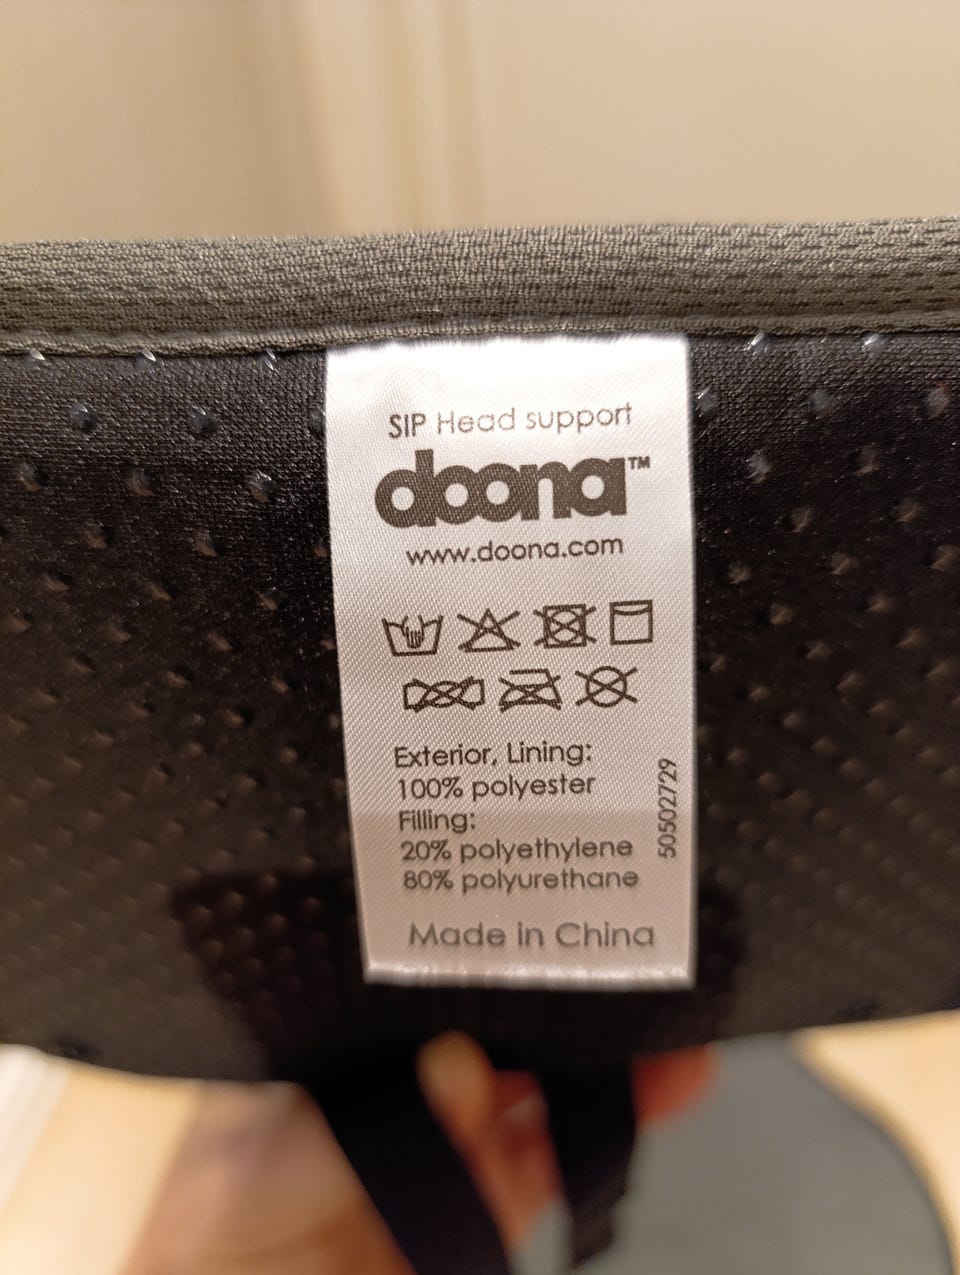 SIP Head support
doona™
www.doona.com
Exterior, Lining:
100% polyester
Filling:
20% polyethylene
80% polyurethane
50502729
Made in China